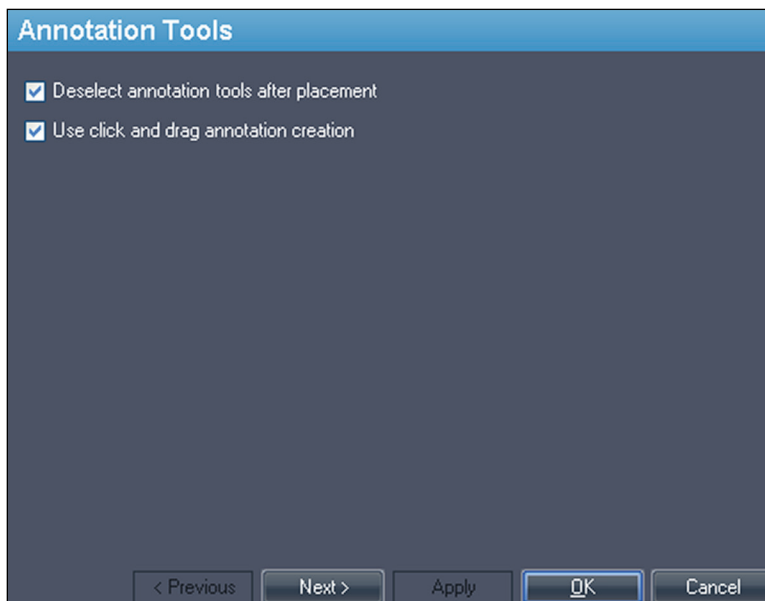 Annotation Tools
Deselect annotation tools after placement
Use click and drag annotation creation
< Previous Next > Apply OK Cancel